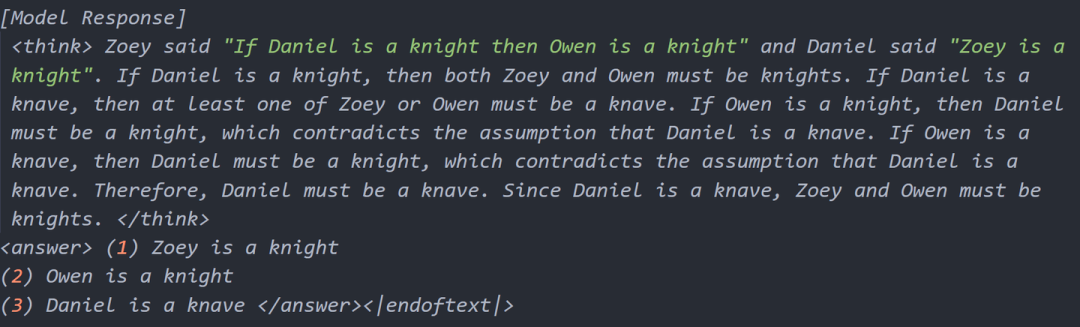 [Model Response]
<think> Zoey said "If Daniel is a knight then Owen is a knight" and Daniel said "Zoey is a
knight". If Daniel is a knight, then both Zoey and Owen must be knights. If Daniel is a
knave, then at least one of Zoey or Owen must be a knave. If Owen is a knight, then Daniel
must be a knight, which contradicts the assumption that Daniel is a knave. If Owen is a
knave, then Daniel must be a knight, which contradicts the assumption that Daniel is a
knave. Therefore, Daniel must be a knave. Since Daniel is a knave, Zoey and Owen must be
knights. </think>
<answer> (1) Zoey is a knight
(2) Owen is a knight
(3) Daniel is a knave </answer><|endoftext|>